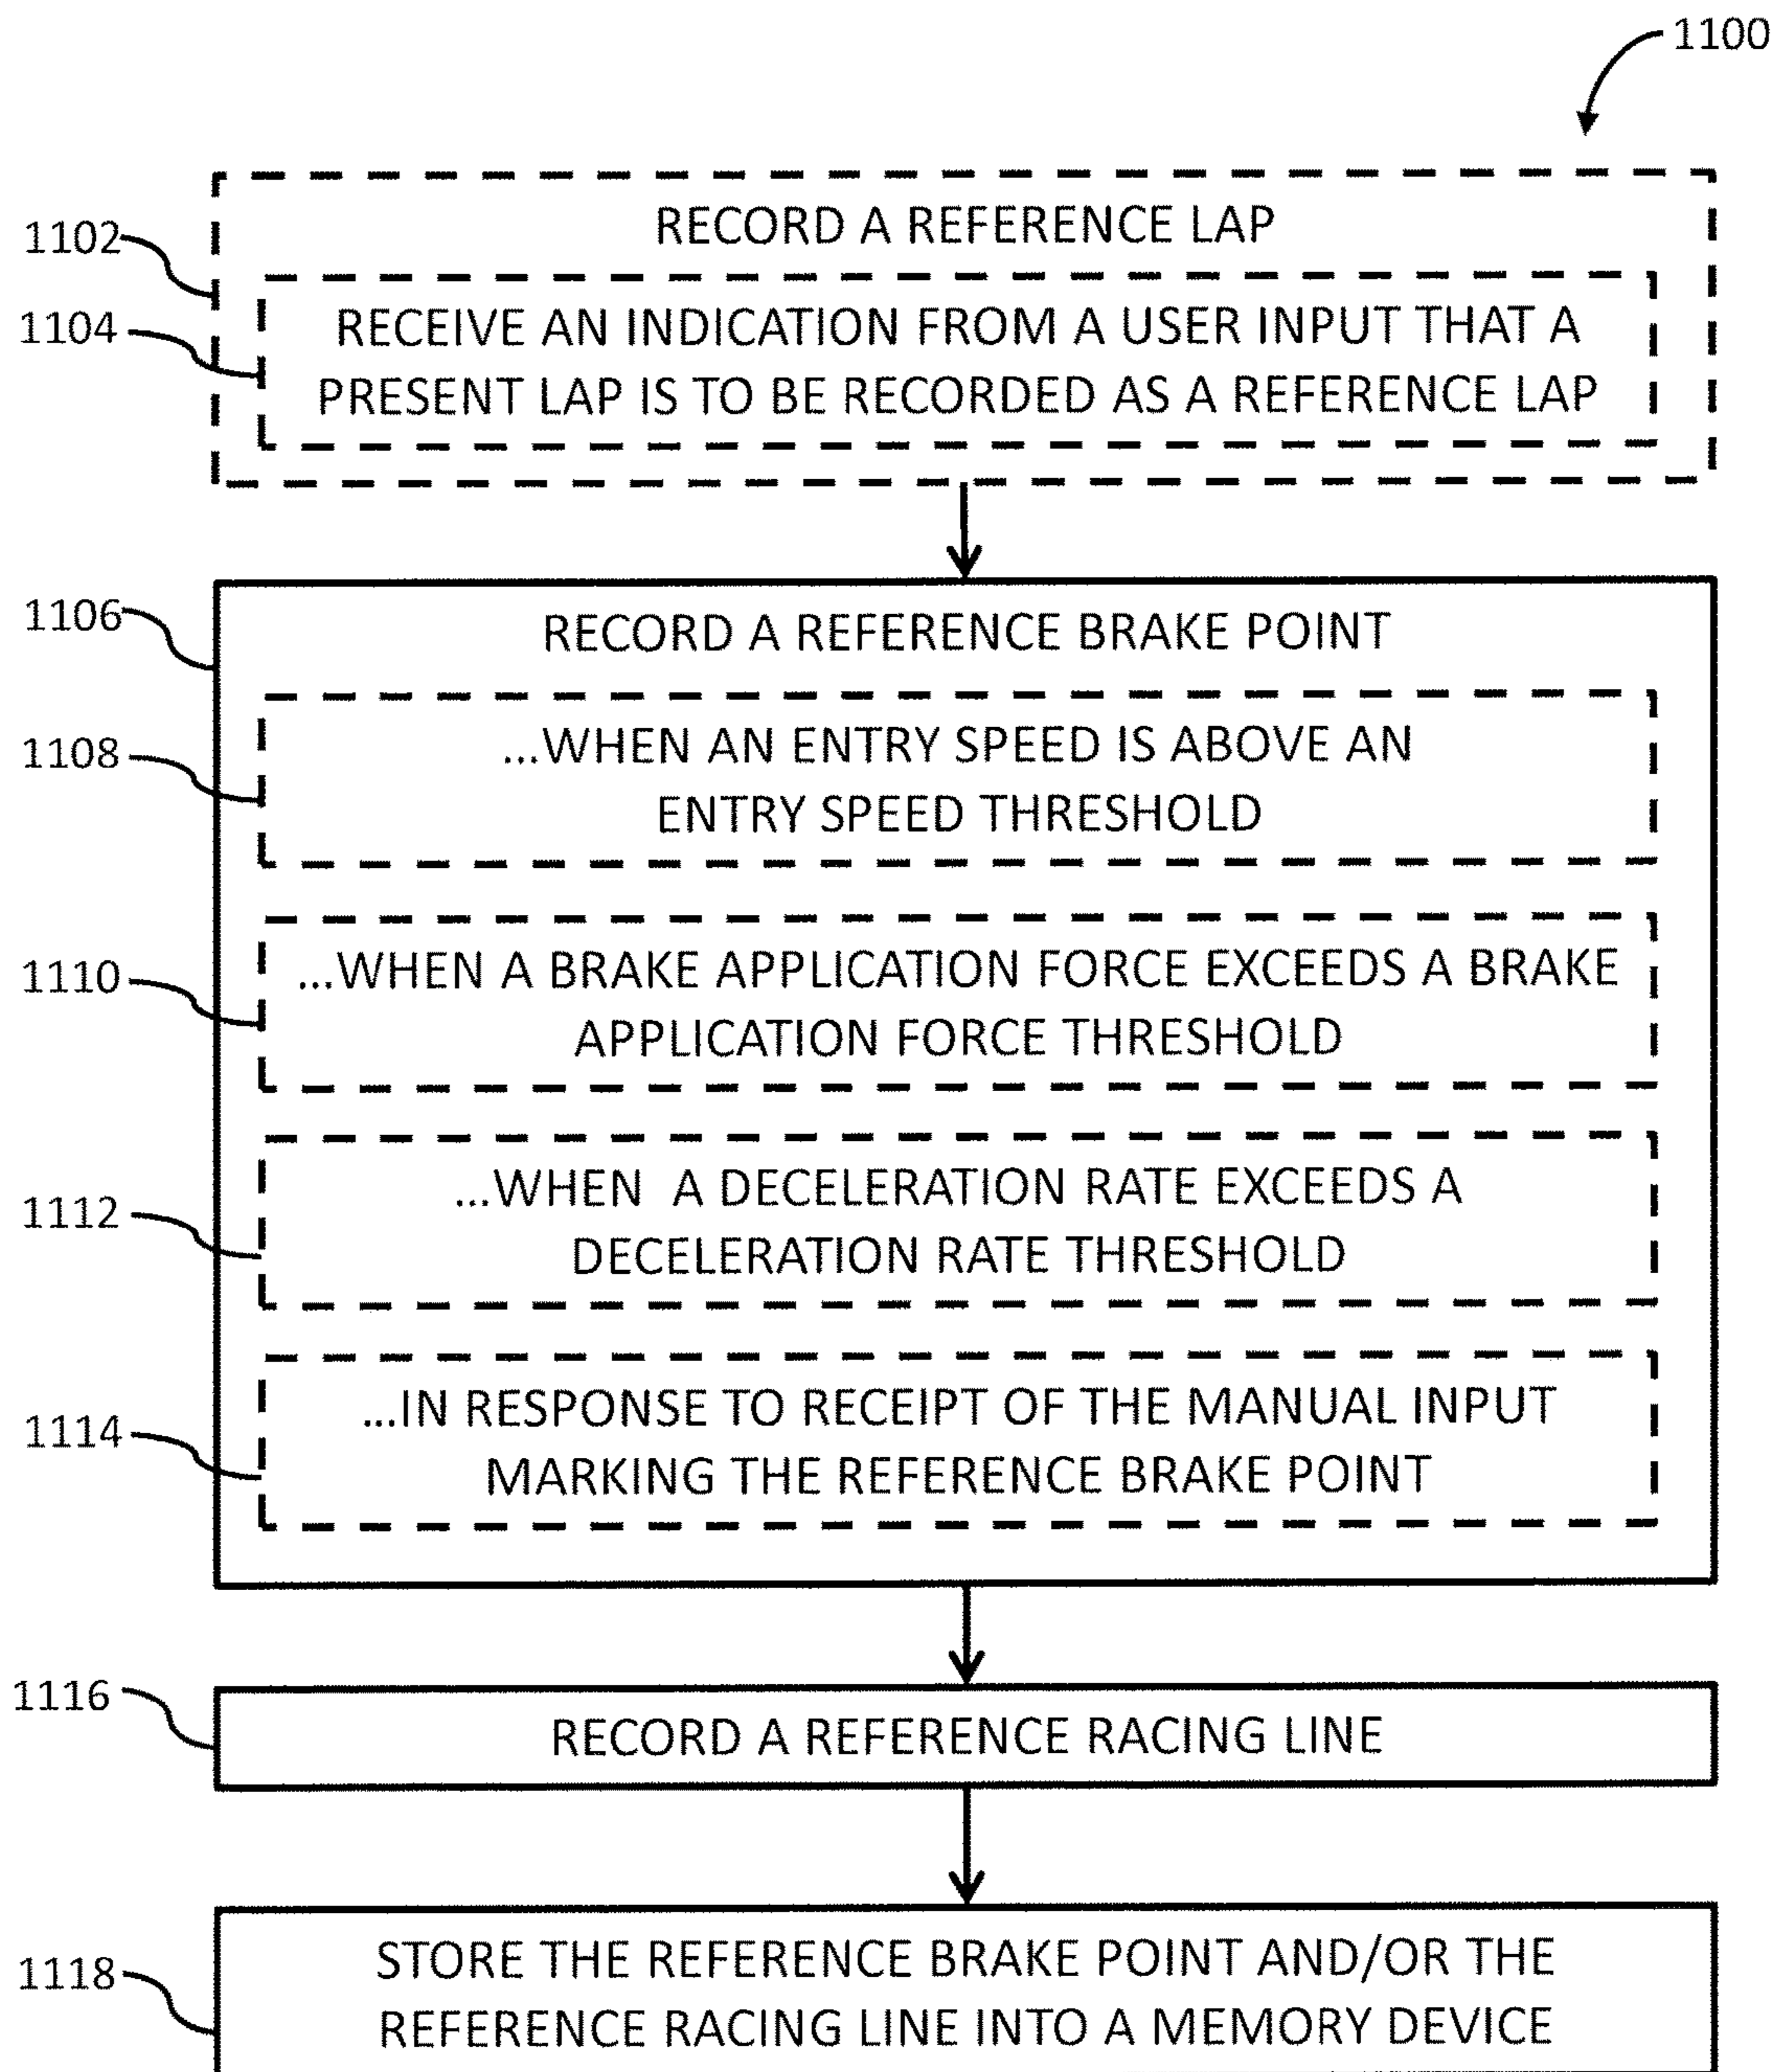 1100
1102
RECORD A REFERENCE LAP
1104
RECEIVE AN INDICATION FROM A USER INPUT THAT A
PRESENT LAP IS TO BE RECORDED AS A REFERENCE LAP
1106
RECORD A REFERENCE BRAKE POINT
1108
...WHEN AN ENTRY SPEED IS ABOVE AN
ENTRY SPEED THRESHOLD
1110
...WHEN A BRAKE APPLICATION FORCE EXCEEDS A BRAKE
APPLICATION FORCE THRESHOLD
1112
...WHEN A DECELERATION RATE EXCEEDS A
DECELERATION RATE THRESHOLD
1114
...IN RESPONSE TO RECEIPT OF THE MANUAL INPUT
MARKING THE REFERENCE BRAKE POINT
1116
RECORD A REFERENCE RACING LINE
1118
STORE THE REFERENCE BRAKE POINT AND/OR THE
REFERENCE RACING LINE INTO A MEMORY DEVICE